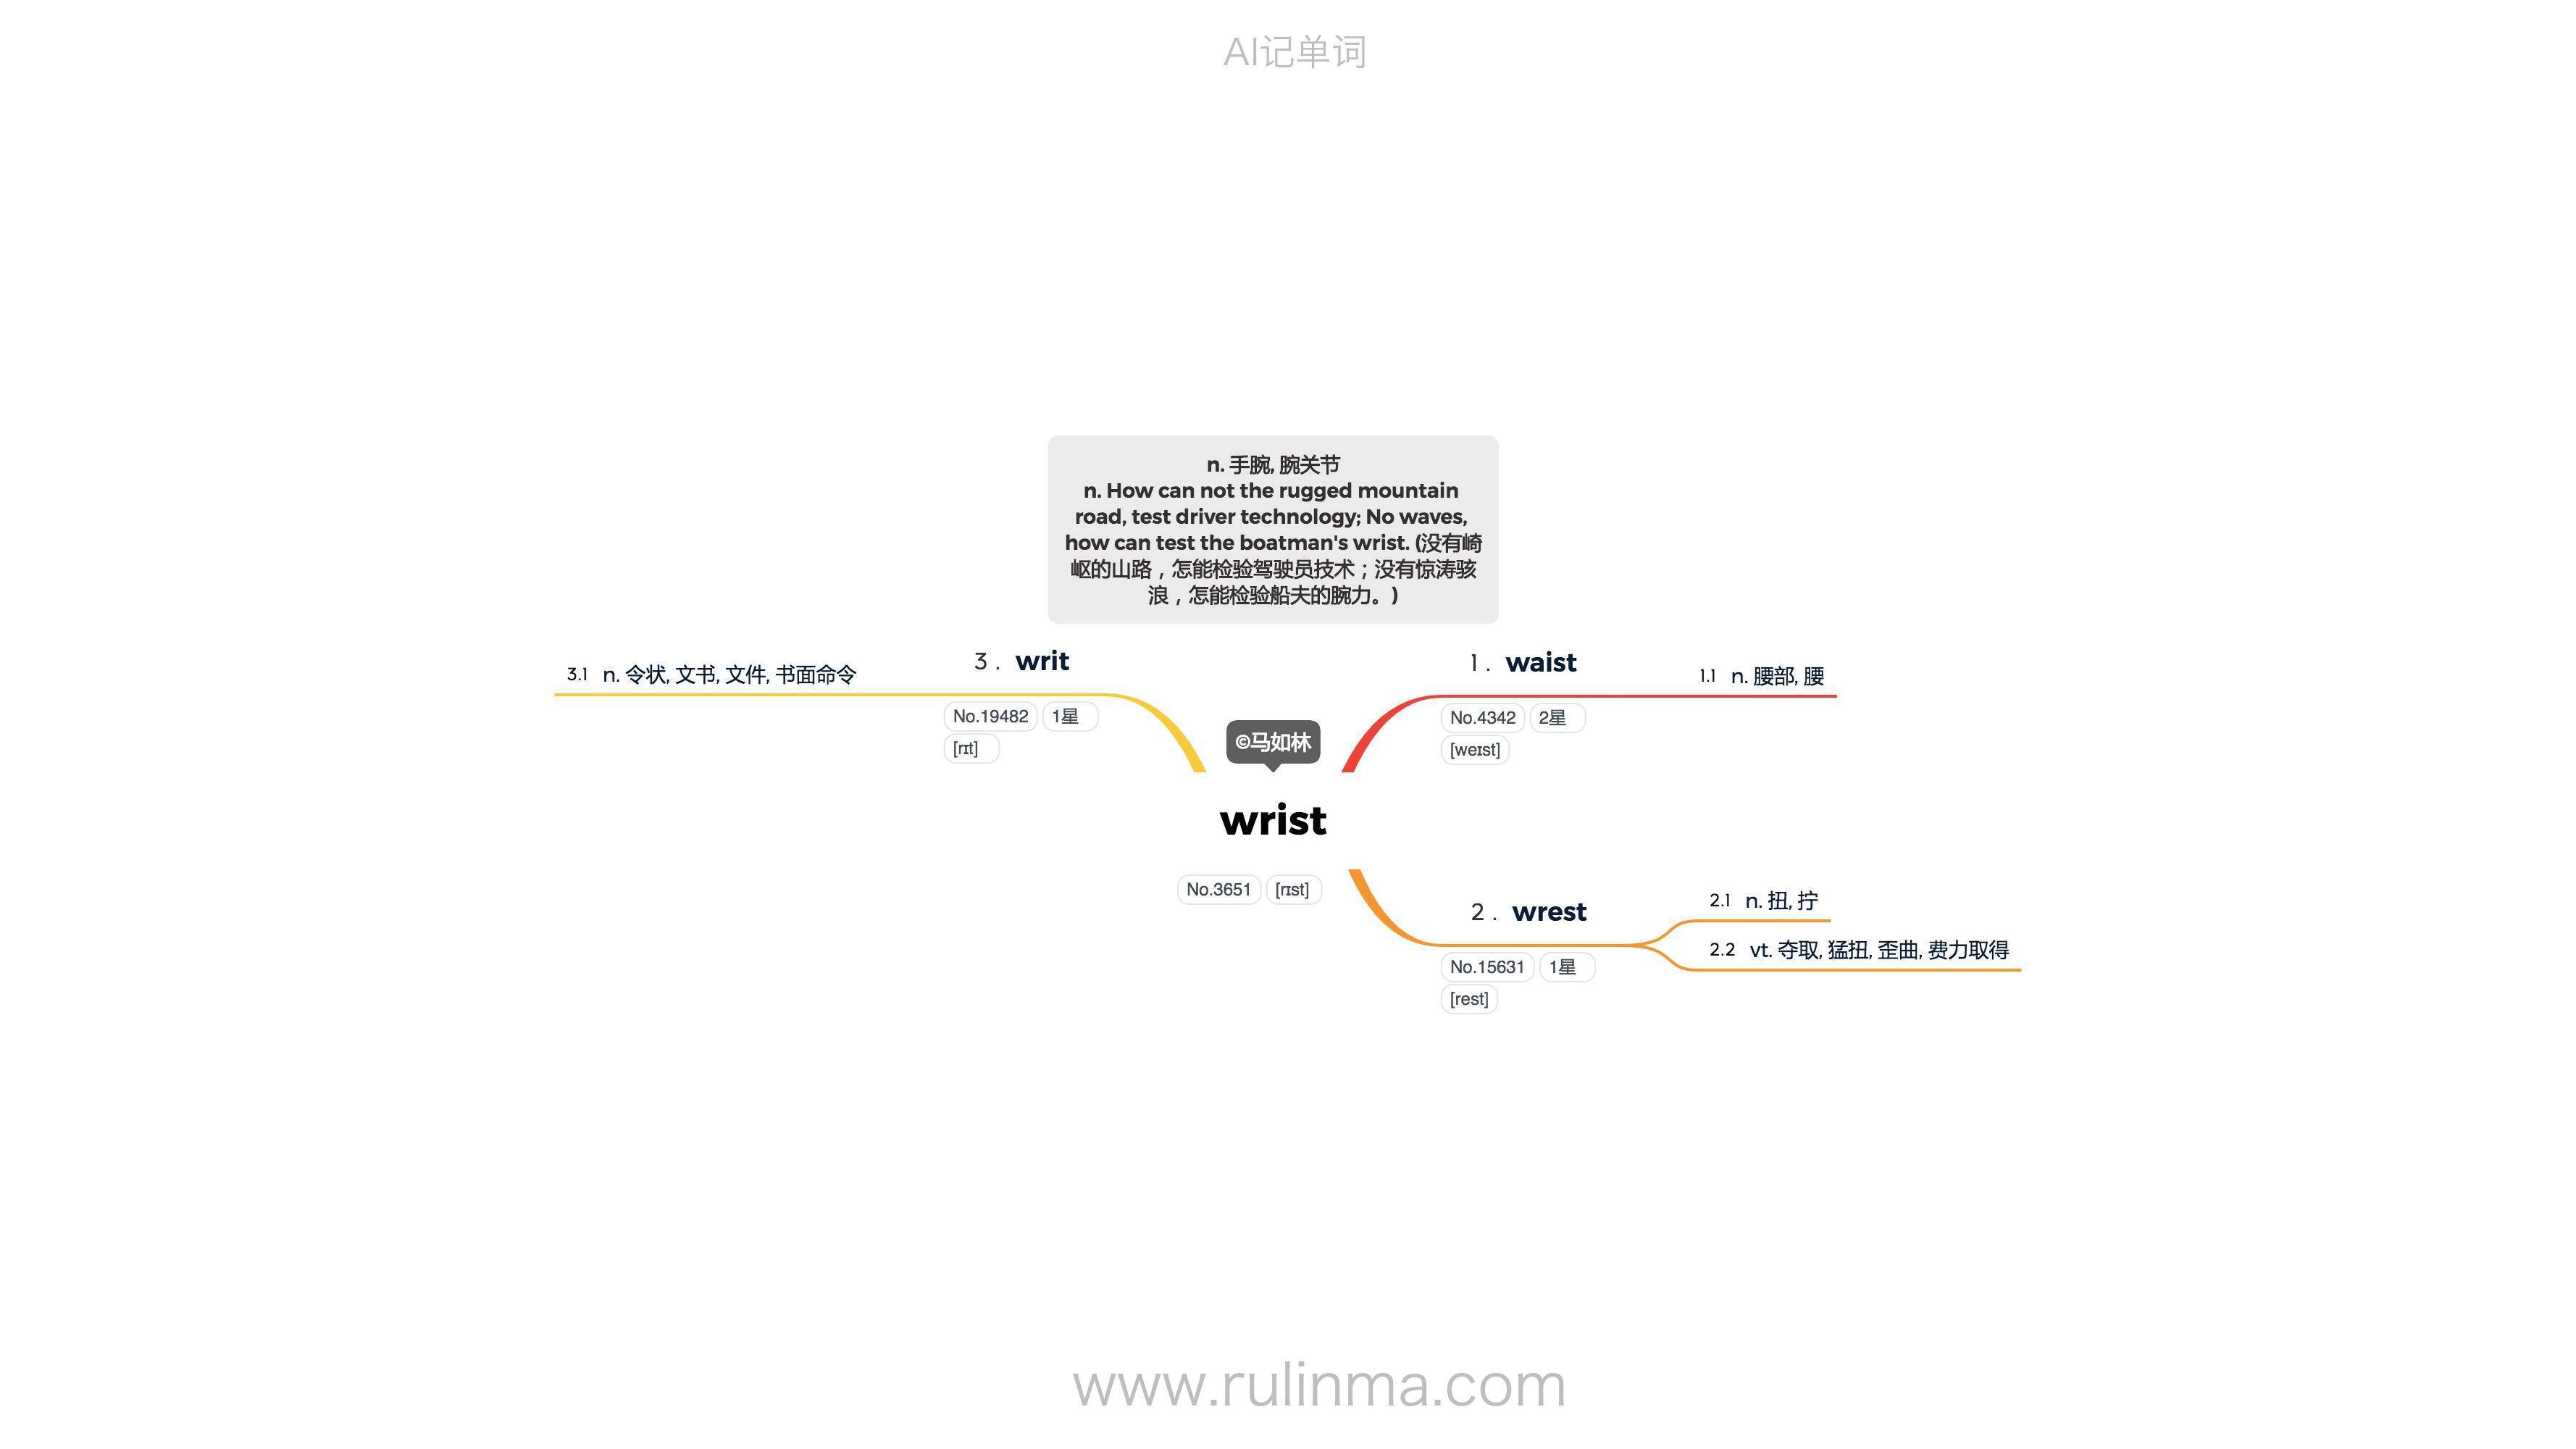 AI记单词
n. 手腕, 腕关节
n. How can not the rugged mountain
road, test driver technology; No waves,
how can test the boatman's wrist. (没有崎
岖的山路，怎能检验驾驶员技术；没有惊涛骇
浪，怎能检验船夫的腕力。)
©马如林
wrist
No.3651 [rɪst]
1. waist
No.4342 2星
[weɪst]
1.1 n. 腰部, 腰
2. wrest
No.15631 1星
[rest]
2.1 n. 扭, 拧
2.2 vt. 夺取, 猛扭, 歪曲, 费力取得
3. writ
No.19482 1星
[rɪt]
3.1 n. 令状, 文书, 文件, 书面命令
www.rulinma.com